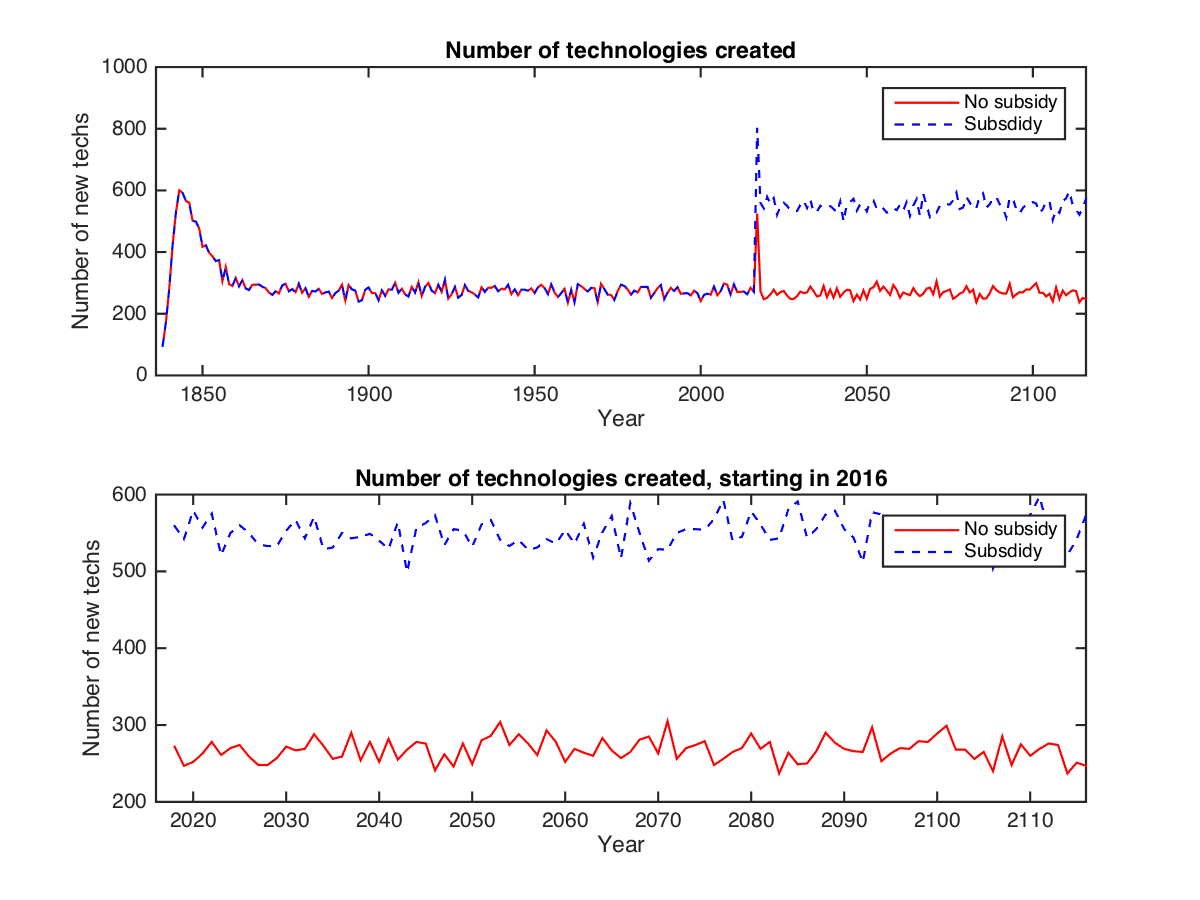 Number of technologies created
1000
800
600
400
200
0
Number of new techs
No subsidy
Subsdidy
1850 1900 1950 2000 2050 2100
Year
Number of technologies created, starting in 2016
600
500
400
300
200
Number of new techs
No subsidy
Subsdidy
2020 2030 2040 2050 2060 2070 2080 2090 2100 2110
Year